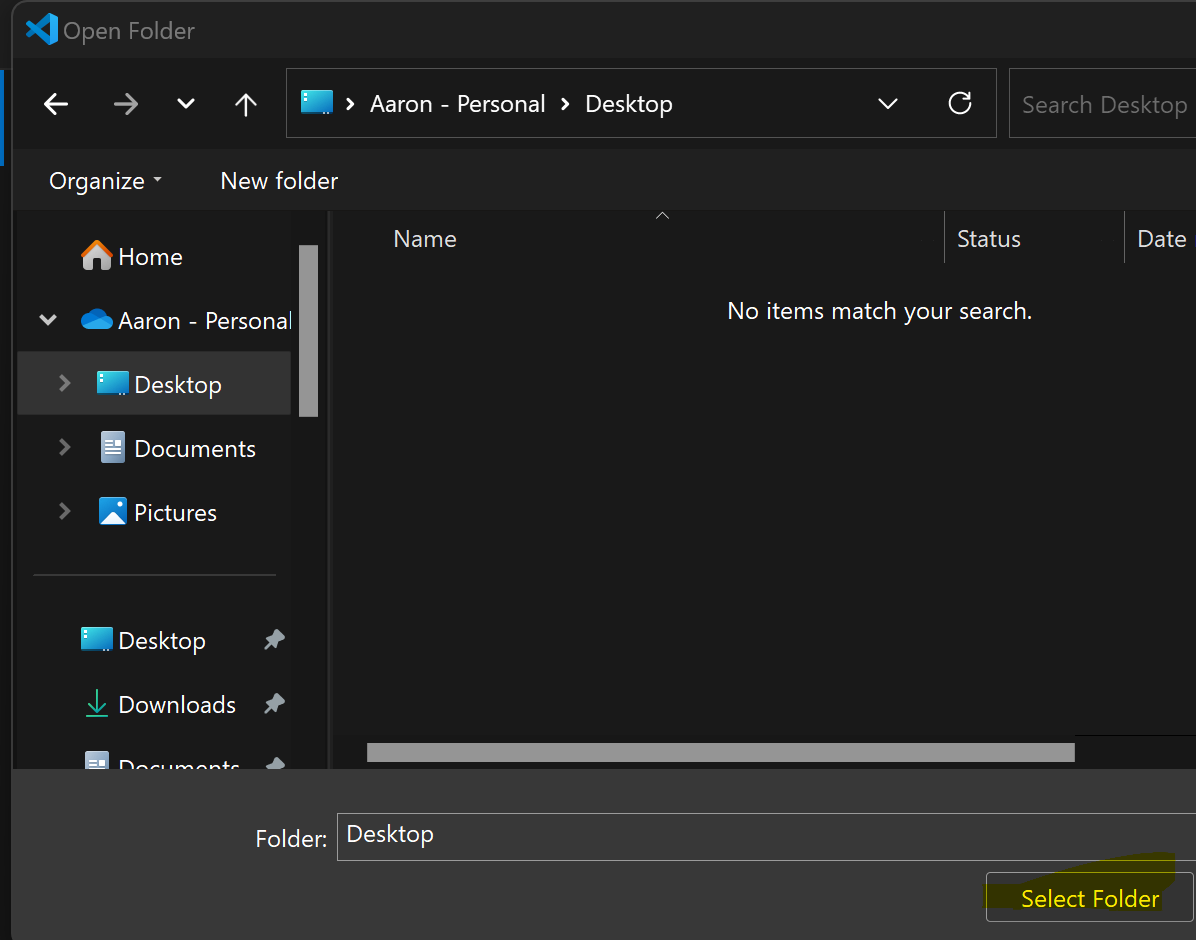 Open Folder
Aaron - Personal > Desktop
Search Desktop
Organize
New folder
Name
Status
Date
Home
No items match your search.
Aaron - Personal
Desktop
Documents
Pictures
Desktop
Downloads
Documents
Folder: Desktop
Select Folder